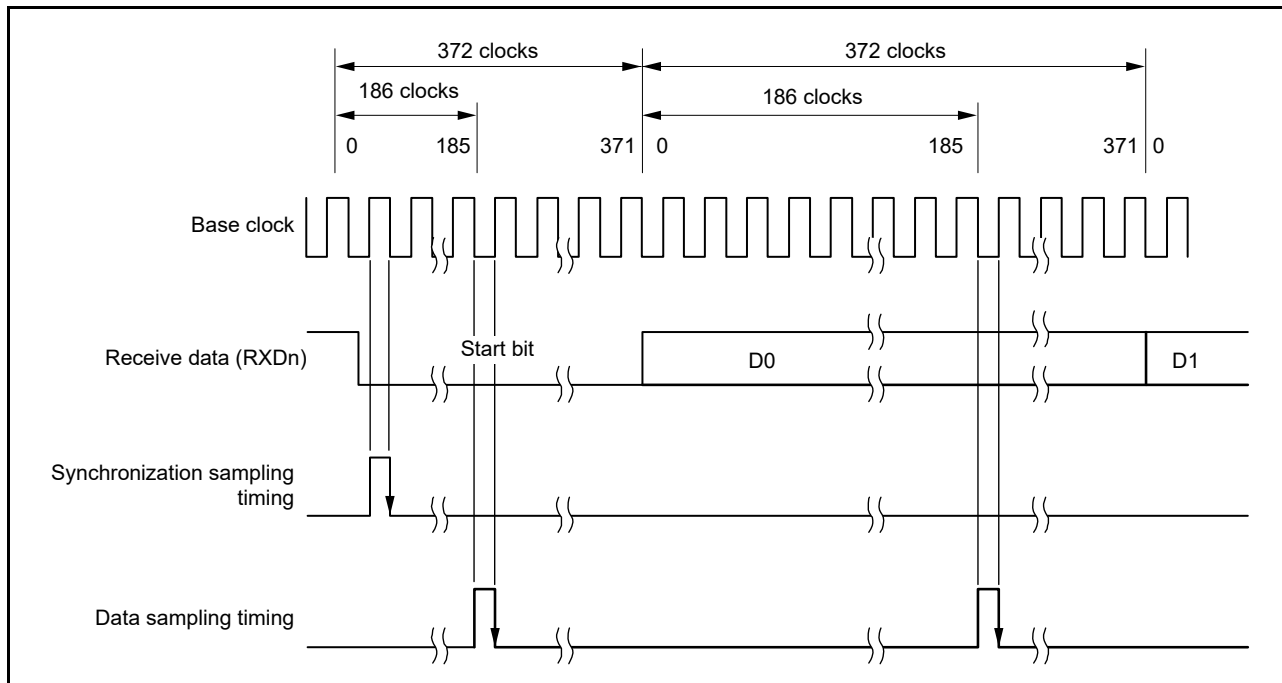 372 clocks 372 clocks
186 clocks 186 clocks
0 185 371 0 185 371 0
Base clock
Start bit
Receive data (RXDn) D0 D1
Synchronization sampling
timing
Data sampling timing